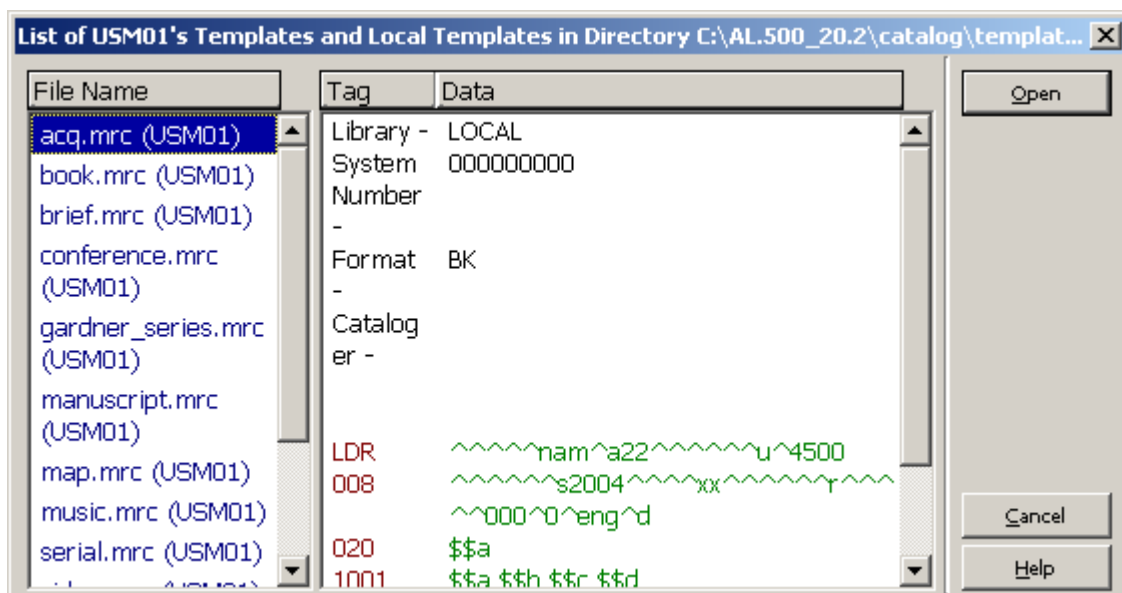 List of USM01's Templates and Local Templates in Directory C:\AL.500_20.2\catalog\templat...
File Name
acq.mrc (USM01)
book.mrc (USM01)
brief.mrc (USM01)
conference.mrc
(USM01)
gardner_series.mrc
(USM01)
manuscript.mrc
(USM01)
map.mrc (USM01)
music.mrc (USM01)
serial.mrc (USM01)
Tag Data
Library - LOCAL
System 000000000
Number
-
Format BK
-
Catalog
er -
LDR ^^^^^nam^a22^^^^^^u^4500
008 ^^^^^^s2004^^^^xx^^^^^^r^^^
^^000^0^eng^d
020 $$a
1001 $$a $$b $$c $$d
Open
Cancel
Help